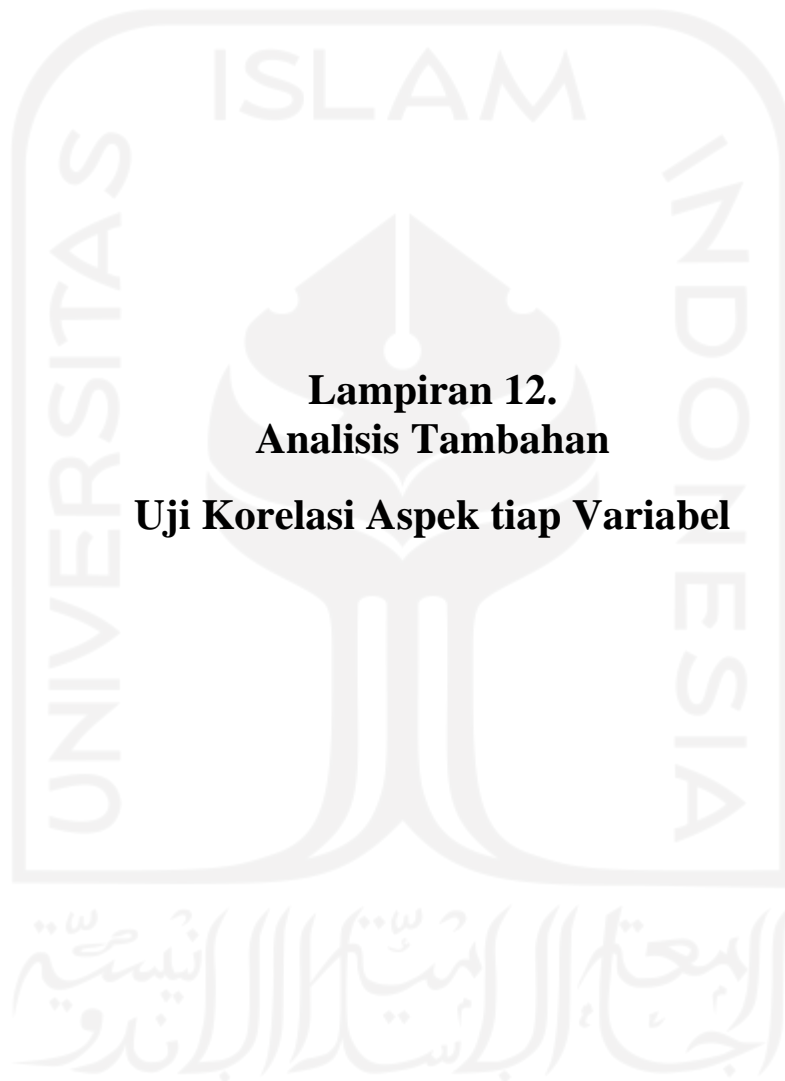 ISLAM
UNIVERSITAS
INDONESIA
Lampiran 12.
Analisis Tambahan
Uji Korelasi Aspek tiap Variabel